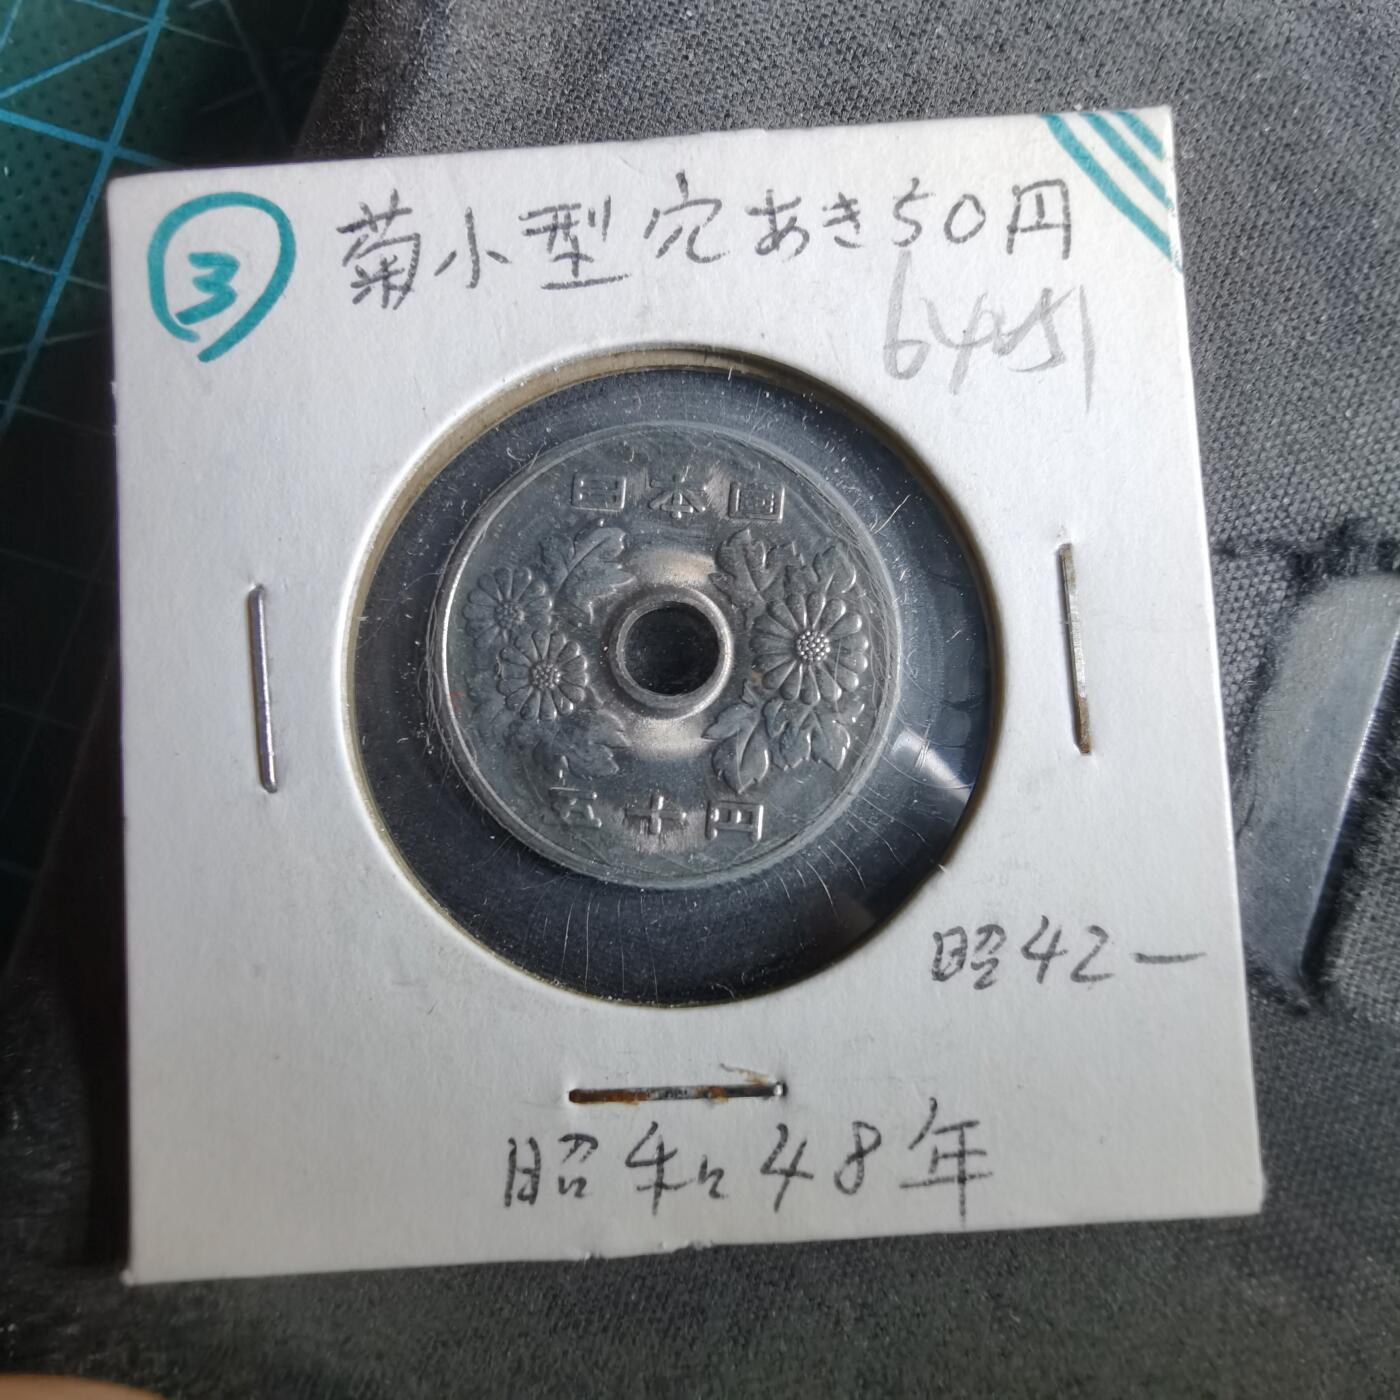 ③ 菊小型穴あき50円
日本国
五十円
昭42ー
昭和48年